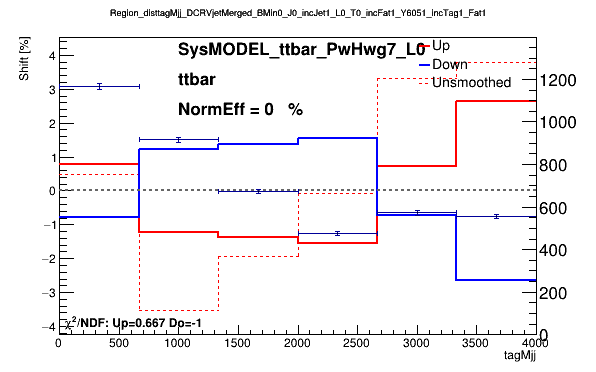 Region_disttagMjj_DCRVjetMerged_BMin0_J0_incJet1_L0_T0_incFat1_Y6051_incTag1_Fat1
Shift [%]
SysMODEL_ttbar_PwHwg7_L0
ttbar
NormEff = 0 %
Up
Down
Unsmoothed
4
3
2
1
0
−1
−2
−3
−4
1200
1000
800
600
400
200
0
χ²/NDF: Up=0.667 Do=-1
0 500 1000 1500 2000 2500 3000 3500 4000
tagMjj